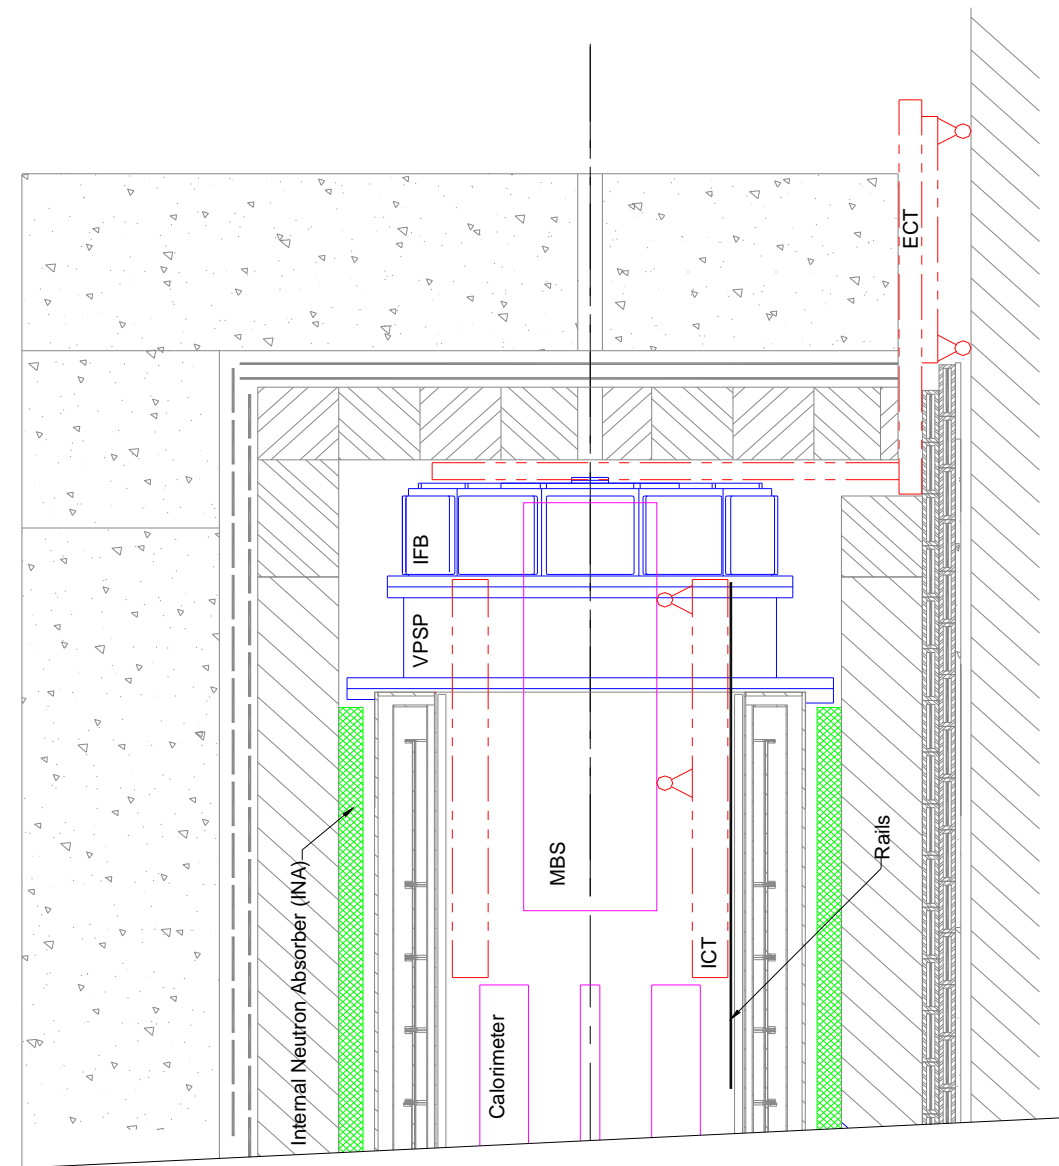 ECT
IFB
VPSP
MBS
Rails
Internal Neutron Absorber (INA)
ICT
Calorimeter